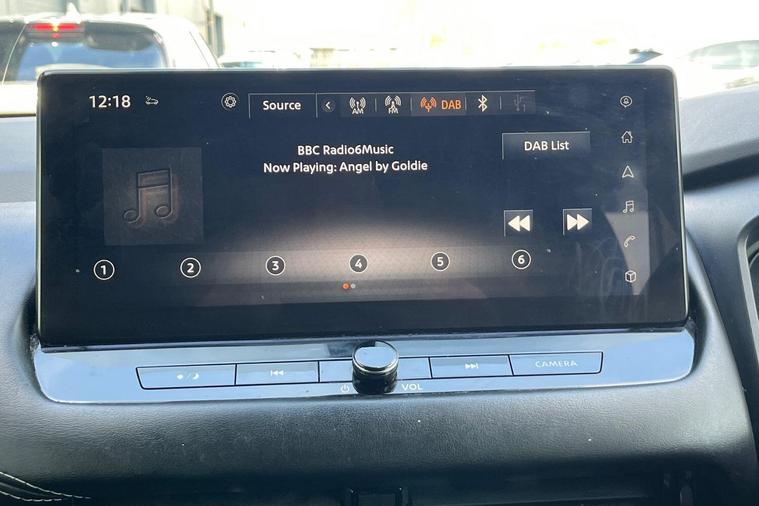 12:18
Source
AM
FM
DAB
BBC Radio6Music
Now Playing: Angel by Goldie
DAB List
1 2 3 4 5 6
VOL
CAMERA